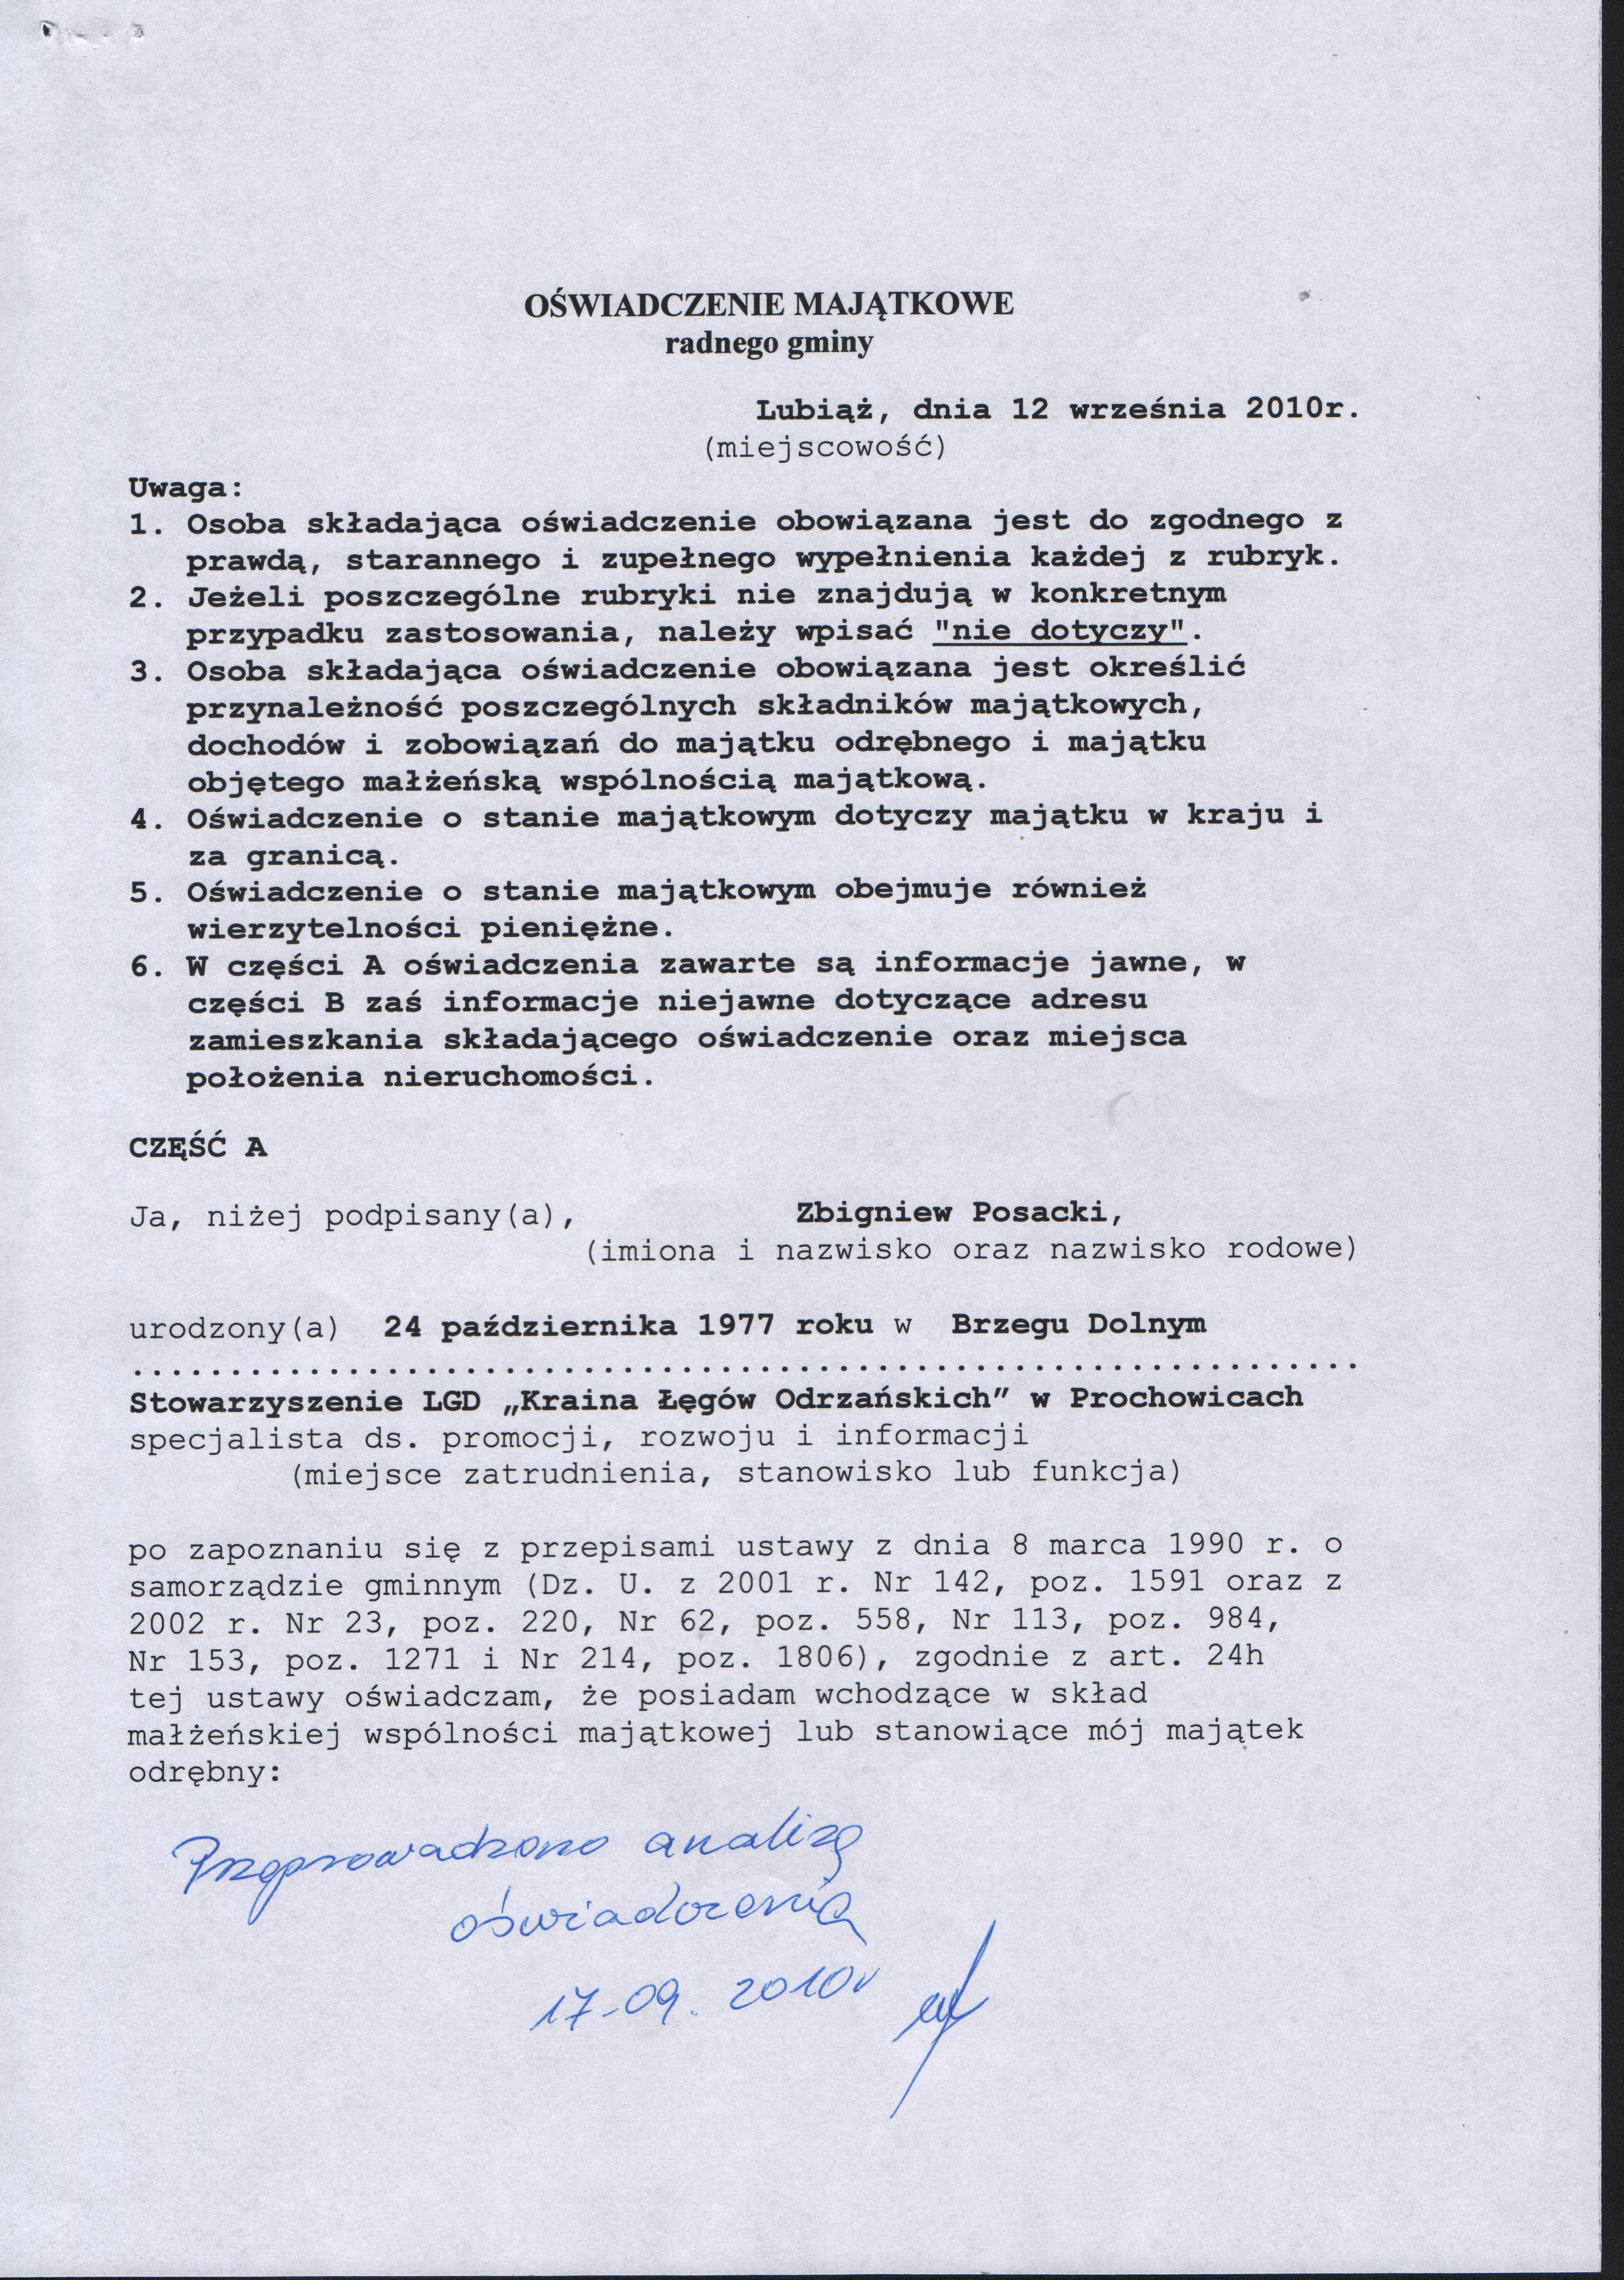 OŚWIADCZENIE MAJĄTKOWE
radnego gminy
Lubiąż, dnia 12 września 2010r.
(miejscowość)
Uwaga:
1. Osoba składająca oświadczenie obowiązana jest do zgodnego z
prawdą, starannego i zupełnego wypełnienia każdej z rubryk.
2. Jeżeli poszczególne rubryki nie znajdują w konkretnym
przypadku zastosowania, należy wpisać "nie dotyczy".
3. Osoba składająca oświadczenie obowiązana jest określić
przynależność poszczególnych składników majątkowych,
dochodów i zobowiązań do majątku odrębnego i majątku
objętego małżeńską wspólnością majątkową.
4. Oświadczenie o stanie majątkowym dotyczy majątku w kraju i
za granicą.
5. Oświadczenie o stanie majątkowym obejmuje również
wierzytelności pieniężne.
6. W części A oświadczenia zawarte są informacje jawne, w
części B zaś informacje niejawne dotyczące adresu
zamieszkania składającego oświadczenie oraz miejsca
położenia nieruchomości.
CZĘŚĆ A
Ja, niżej podpisany(a), Zbigniew Posacki,
(imiona i nazwisko oraz nazwisko rodowe)
urodzony(a) 24 października 1977 roku w Brzegu Dolnym
...............................................................
Stowarzyszenie LGD „Kraina Łęgów Odrzańskich" w Prochowicach
specjalista ds. promocji, rozwoju i informacji
(miejsce zatrudnienia, stanowisko lub funkcja)
po zapoznaniu się z przepisami ustawy z dnia 8 marca 1990 r. o
samorządzie gminnym (Dz. U. z 2001 r. Nr 142, poz. 1591 oraz z
2002 r. Nr 23, poz. 220, Nr 62, poz. 558, Nr 113, poz. 984,
Nr 153, poz. 1271 i Nr 214, poz. 1806), zgodnie z art. 24h
tej ustawy oświadczam, że posiadam wchodzące w skład
małżeńskiej wspólności majątkowej lub stanowiące mój majątek
odrębny:
Przeprowadzono analizę
oświadczenia
17-09.2010r